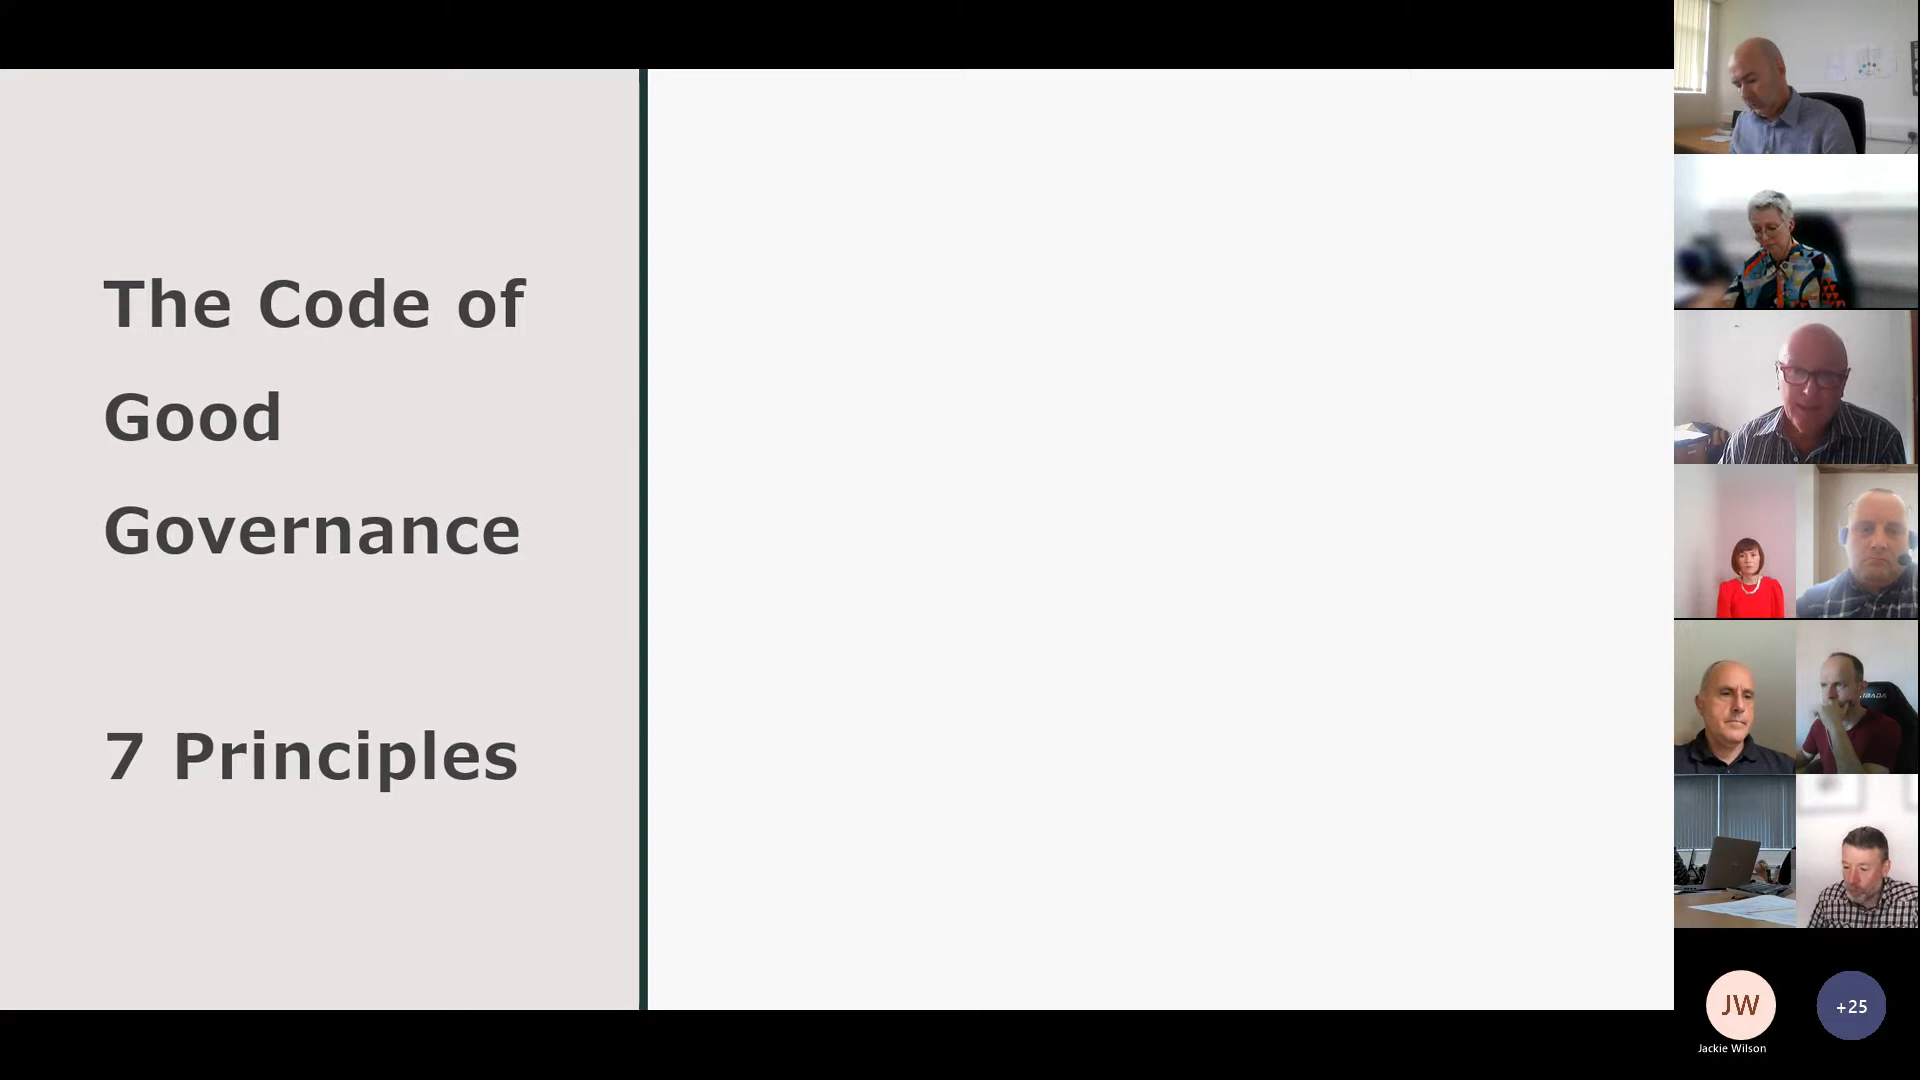 The Code of
Good
Governance
7 Principles
JW
+25
Jackie Wilson